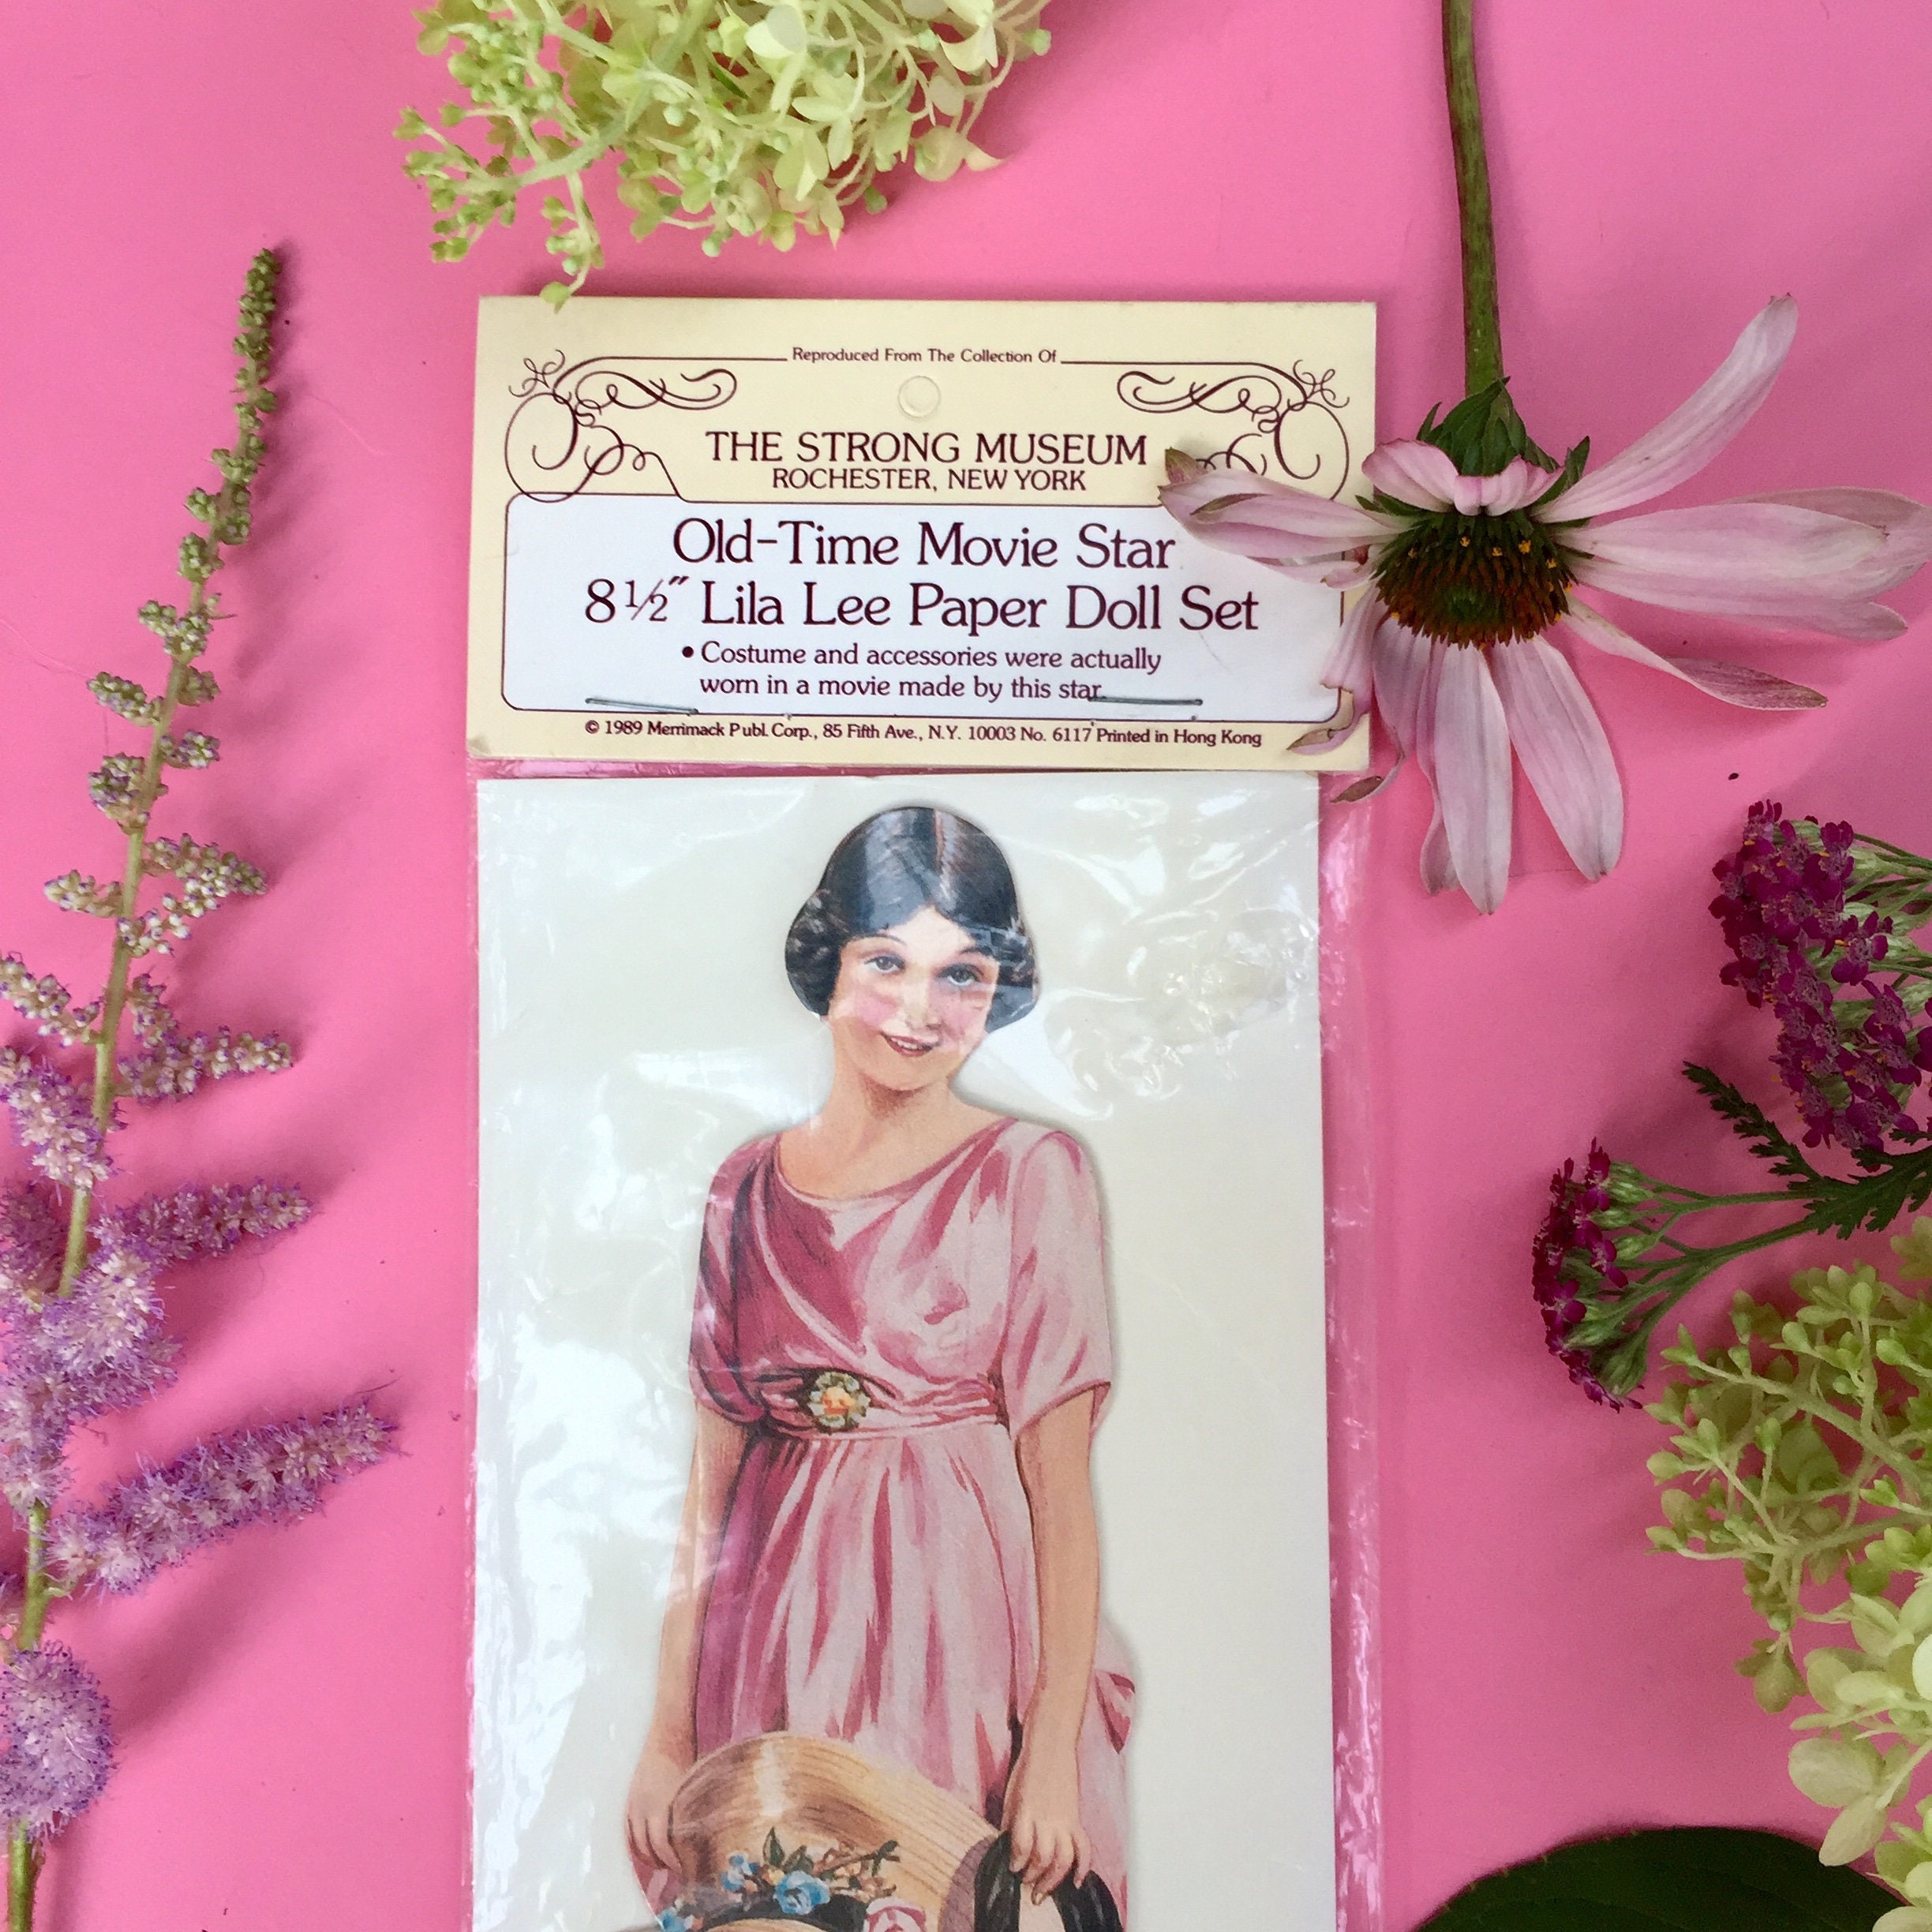 Reproduced From The Collection Of
THE STRONG MUSEUM
ROCHESTER, NEW YORK
Old-Time Movie Star
8½″ Lila Lee Paper Doll Set
• Costume and accessories were actually
worn in a movie made by this star.
© 1989 Merrimack Publ. Corp., 85 Fifth Ave., N.Y. 10003 No. 6117 Printed in Hong Kong